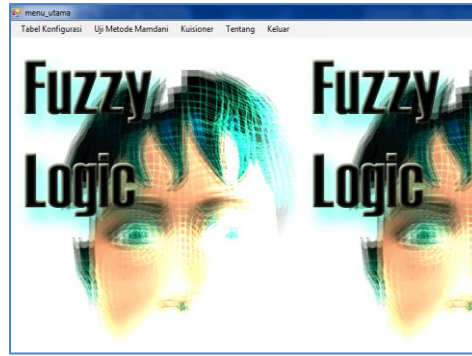 menu_utama
Tabel Konfigurasi Uji Metode Mamdani Kuisioner Tentang Keluar
Fuzzy Fuzzy
Logic Logic